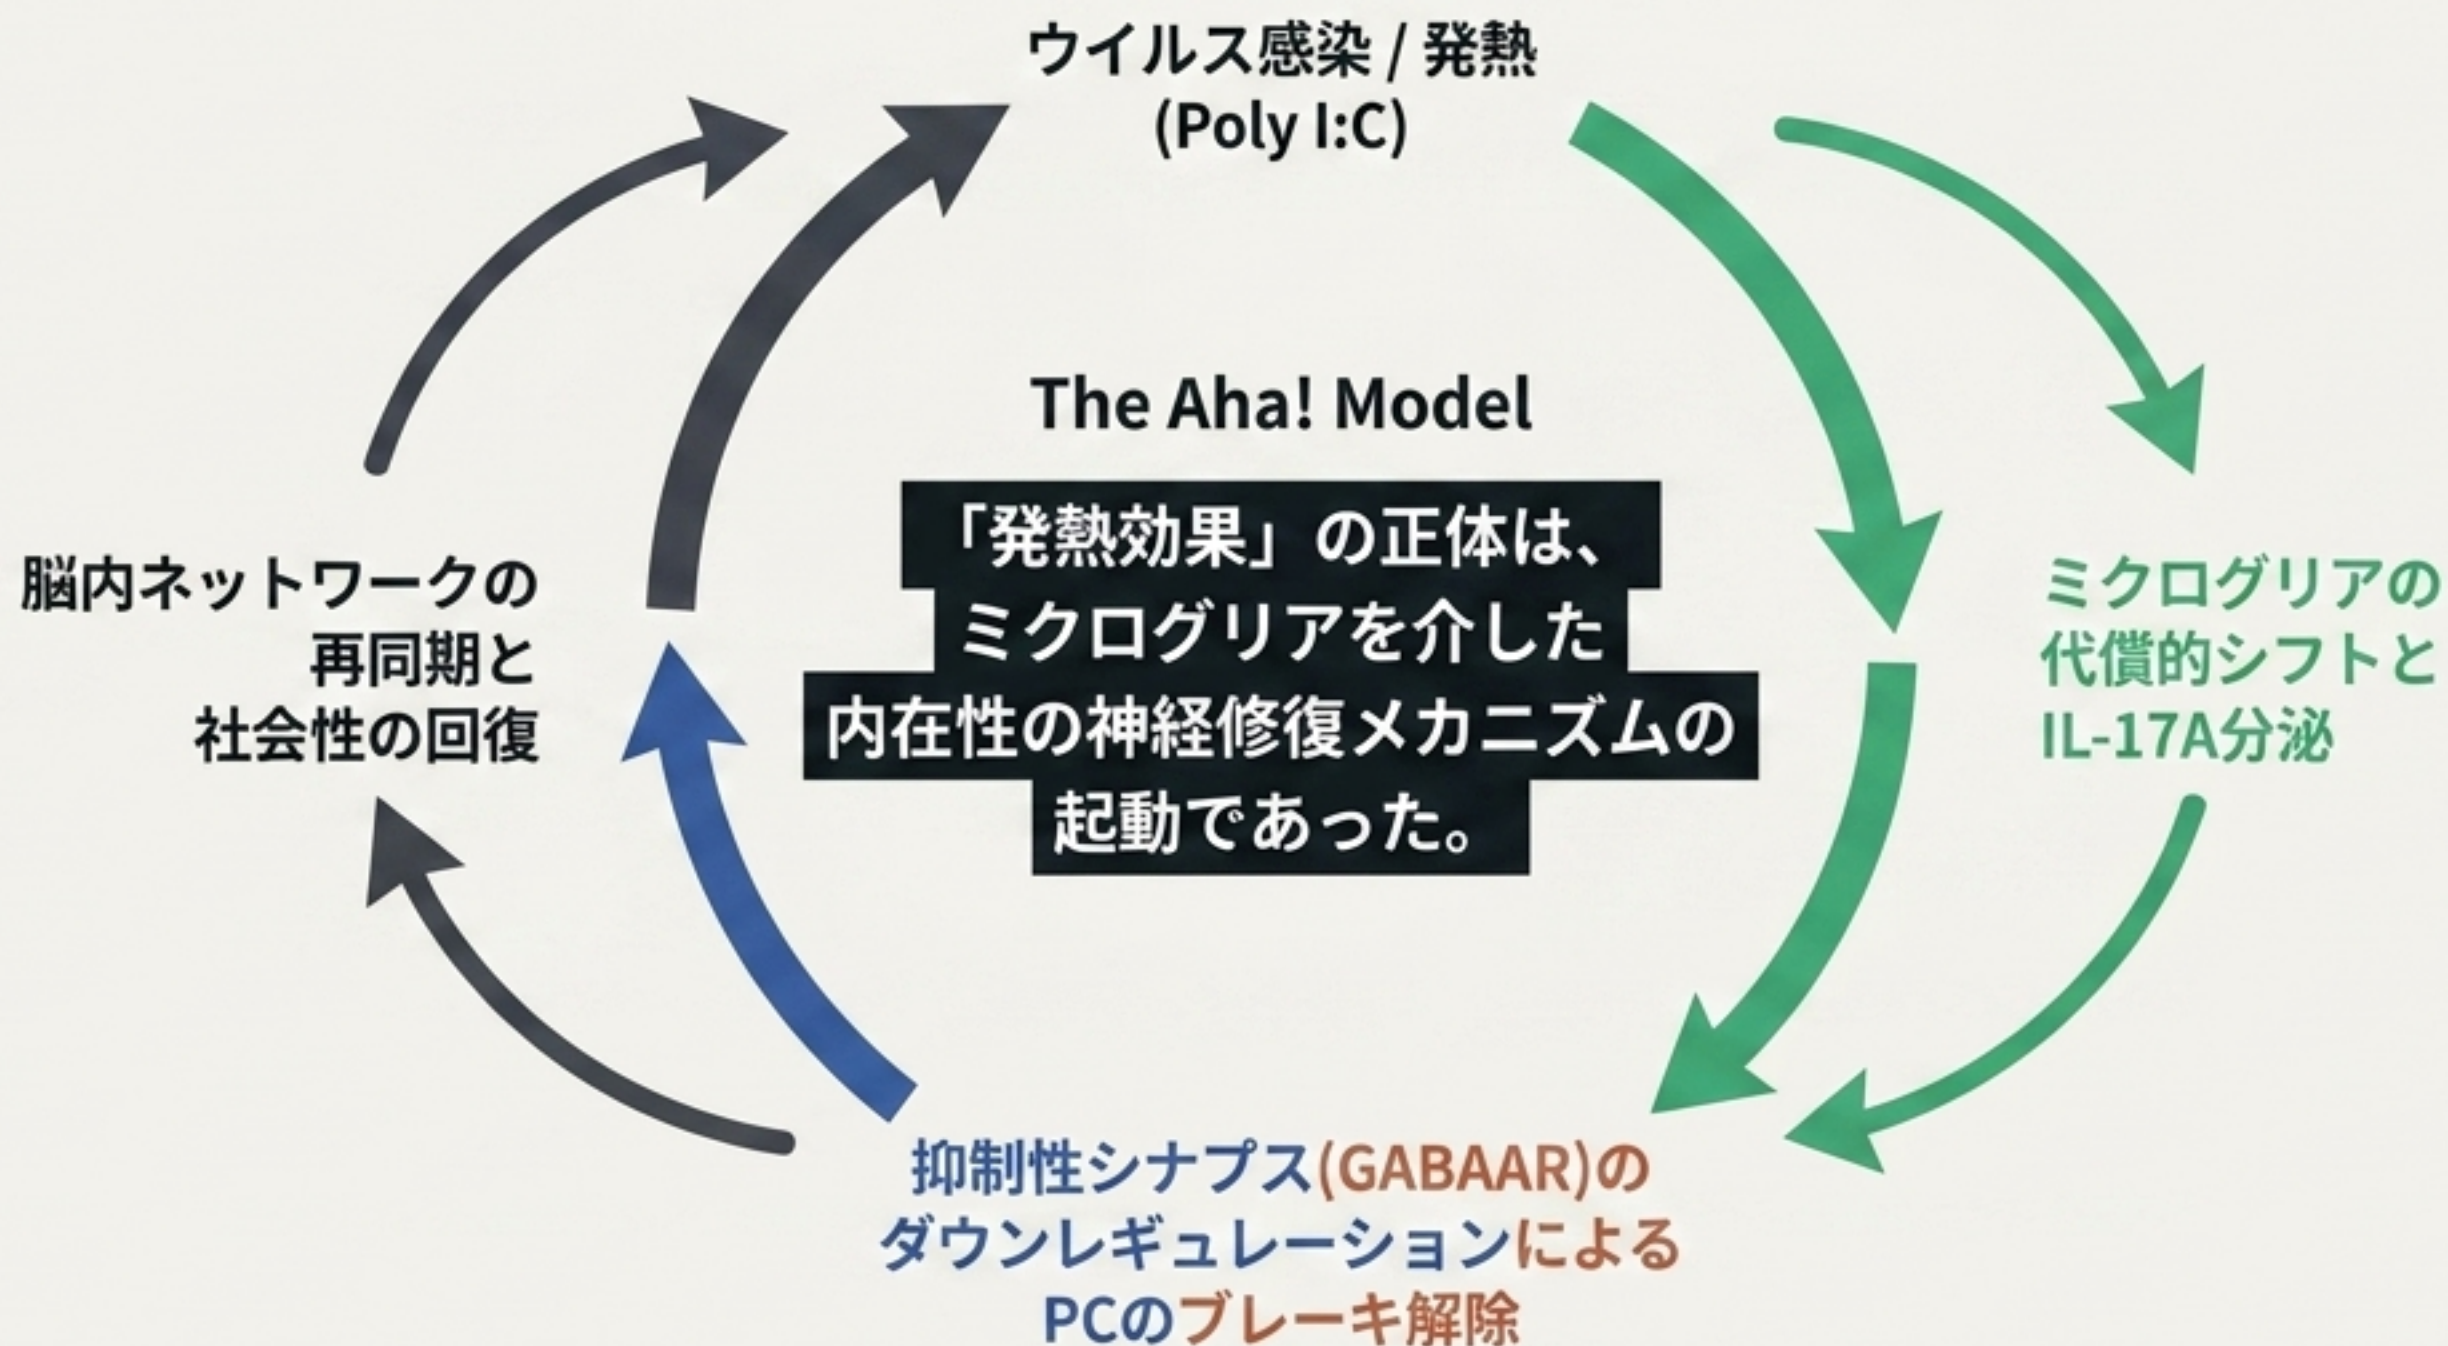 ウイルス感染 / 発熱
(Poly I:C)
The Aha! Model
「発熱効果」の正体は、
ミクログリアを介した
内在性の神経修復メカニズムの
起動であった。
ミクログリアの
代償的シフトと
IL-17A分泌
抑制性シナプス(GABAAR)の
ダウンレギュレーションによる
PCのブレーキ解除
脳内ネットワークの
再同期と
社会性の回復